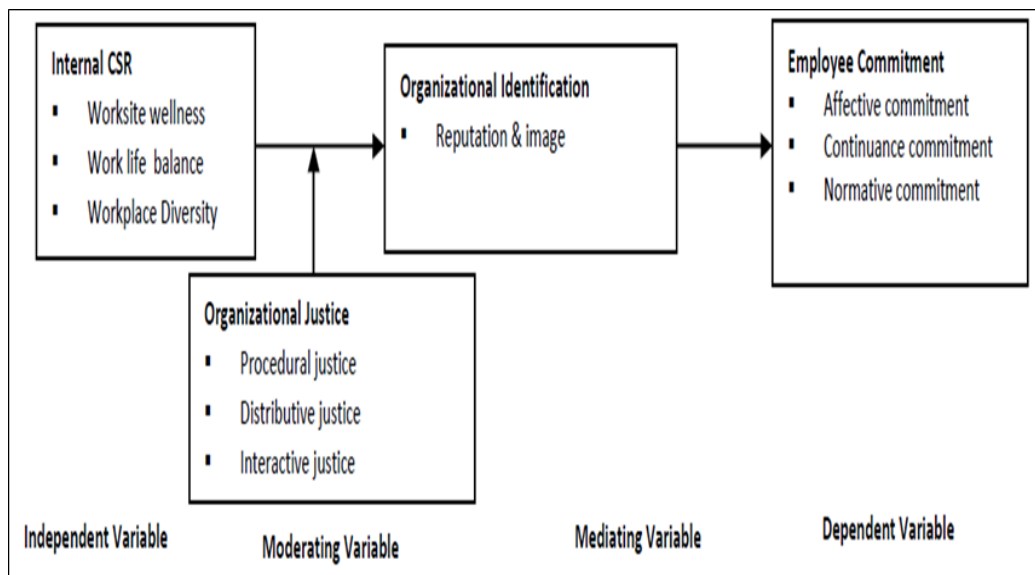 Internal CSR
▪ Worksite wellness
▪ Work life balance
▪ Workplace Diversity
Organizational Identification
▪ Reputation & image
Employee Commitment
▪ Affective commitment
▪ Continuance commitment
▪ Normative commitment
Organizational Justice
▪ Procedural justice
▪ Distributive justice
▪ Interactive justice
Independent Variable
Moderating Variable
Mediating Variable
Dependent Variable